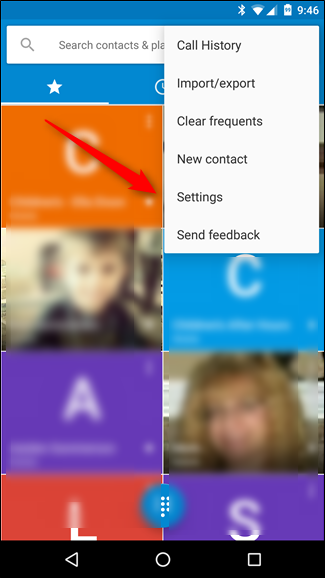 9:46
Search contacts & pla
Call History
Import/export
Clear frequents
New contact
Settings
Send feedback
C
C
A
L
S